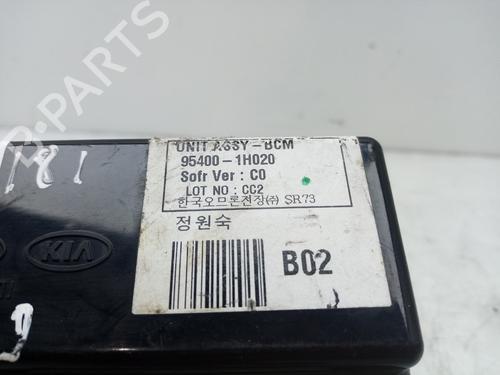 UNIT ASSY-BCM
95400-1H020
Sofr Ver : C0
LOT NO : CC2
한국오므론전장(주) SR73
정원숙
B02
181
KIA